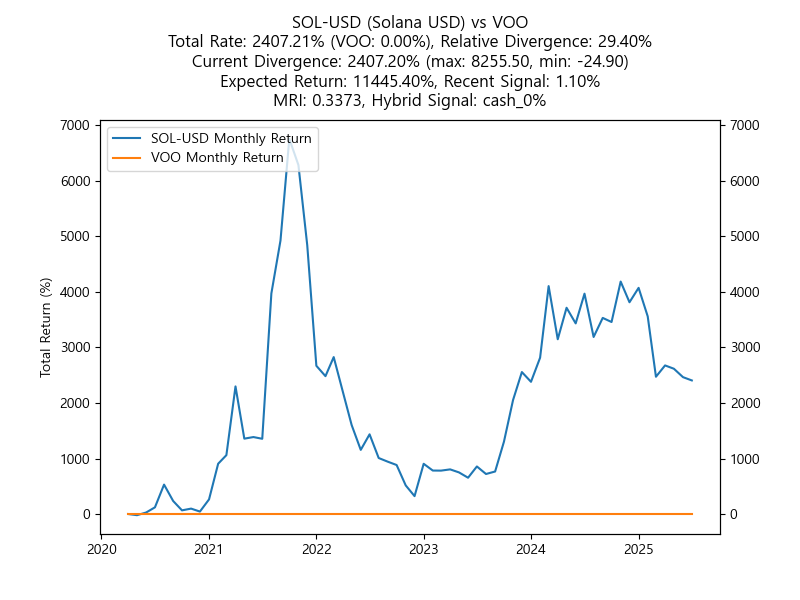 SOL-USD (Solana USD) vs VOO
Total Rate: 2407.21% (VOO: 0.00%), Relative Divergence: 29.40%
Current Divergence: 2407.20% (max: 8255.50, min: -24.90)
Expected Return: 11445.40%, Recent Signal: 1.10%
MRI: 0.3373, Hybrid Signal: cash_0%
SOL-USD Monthly Return
VOO Monthly Return
Total Return (%)
7000
6000
5000
4000
3000
2000
1000
0
7000
6000
5000
4000
3000
2000
1000
0
2020
2021
2022
2023
2024
2025